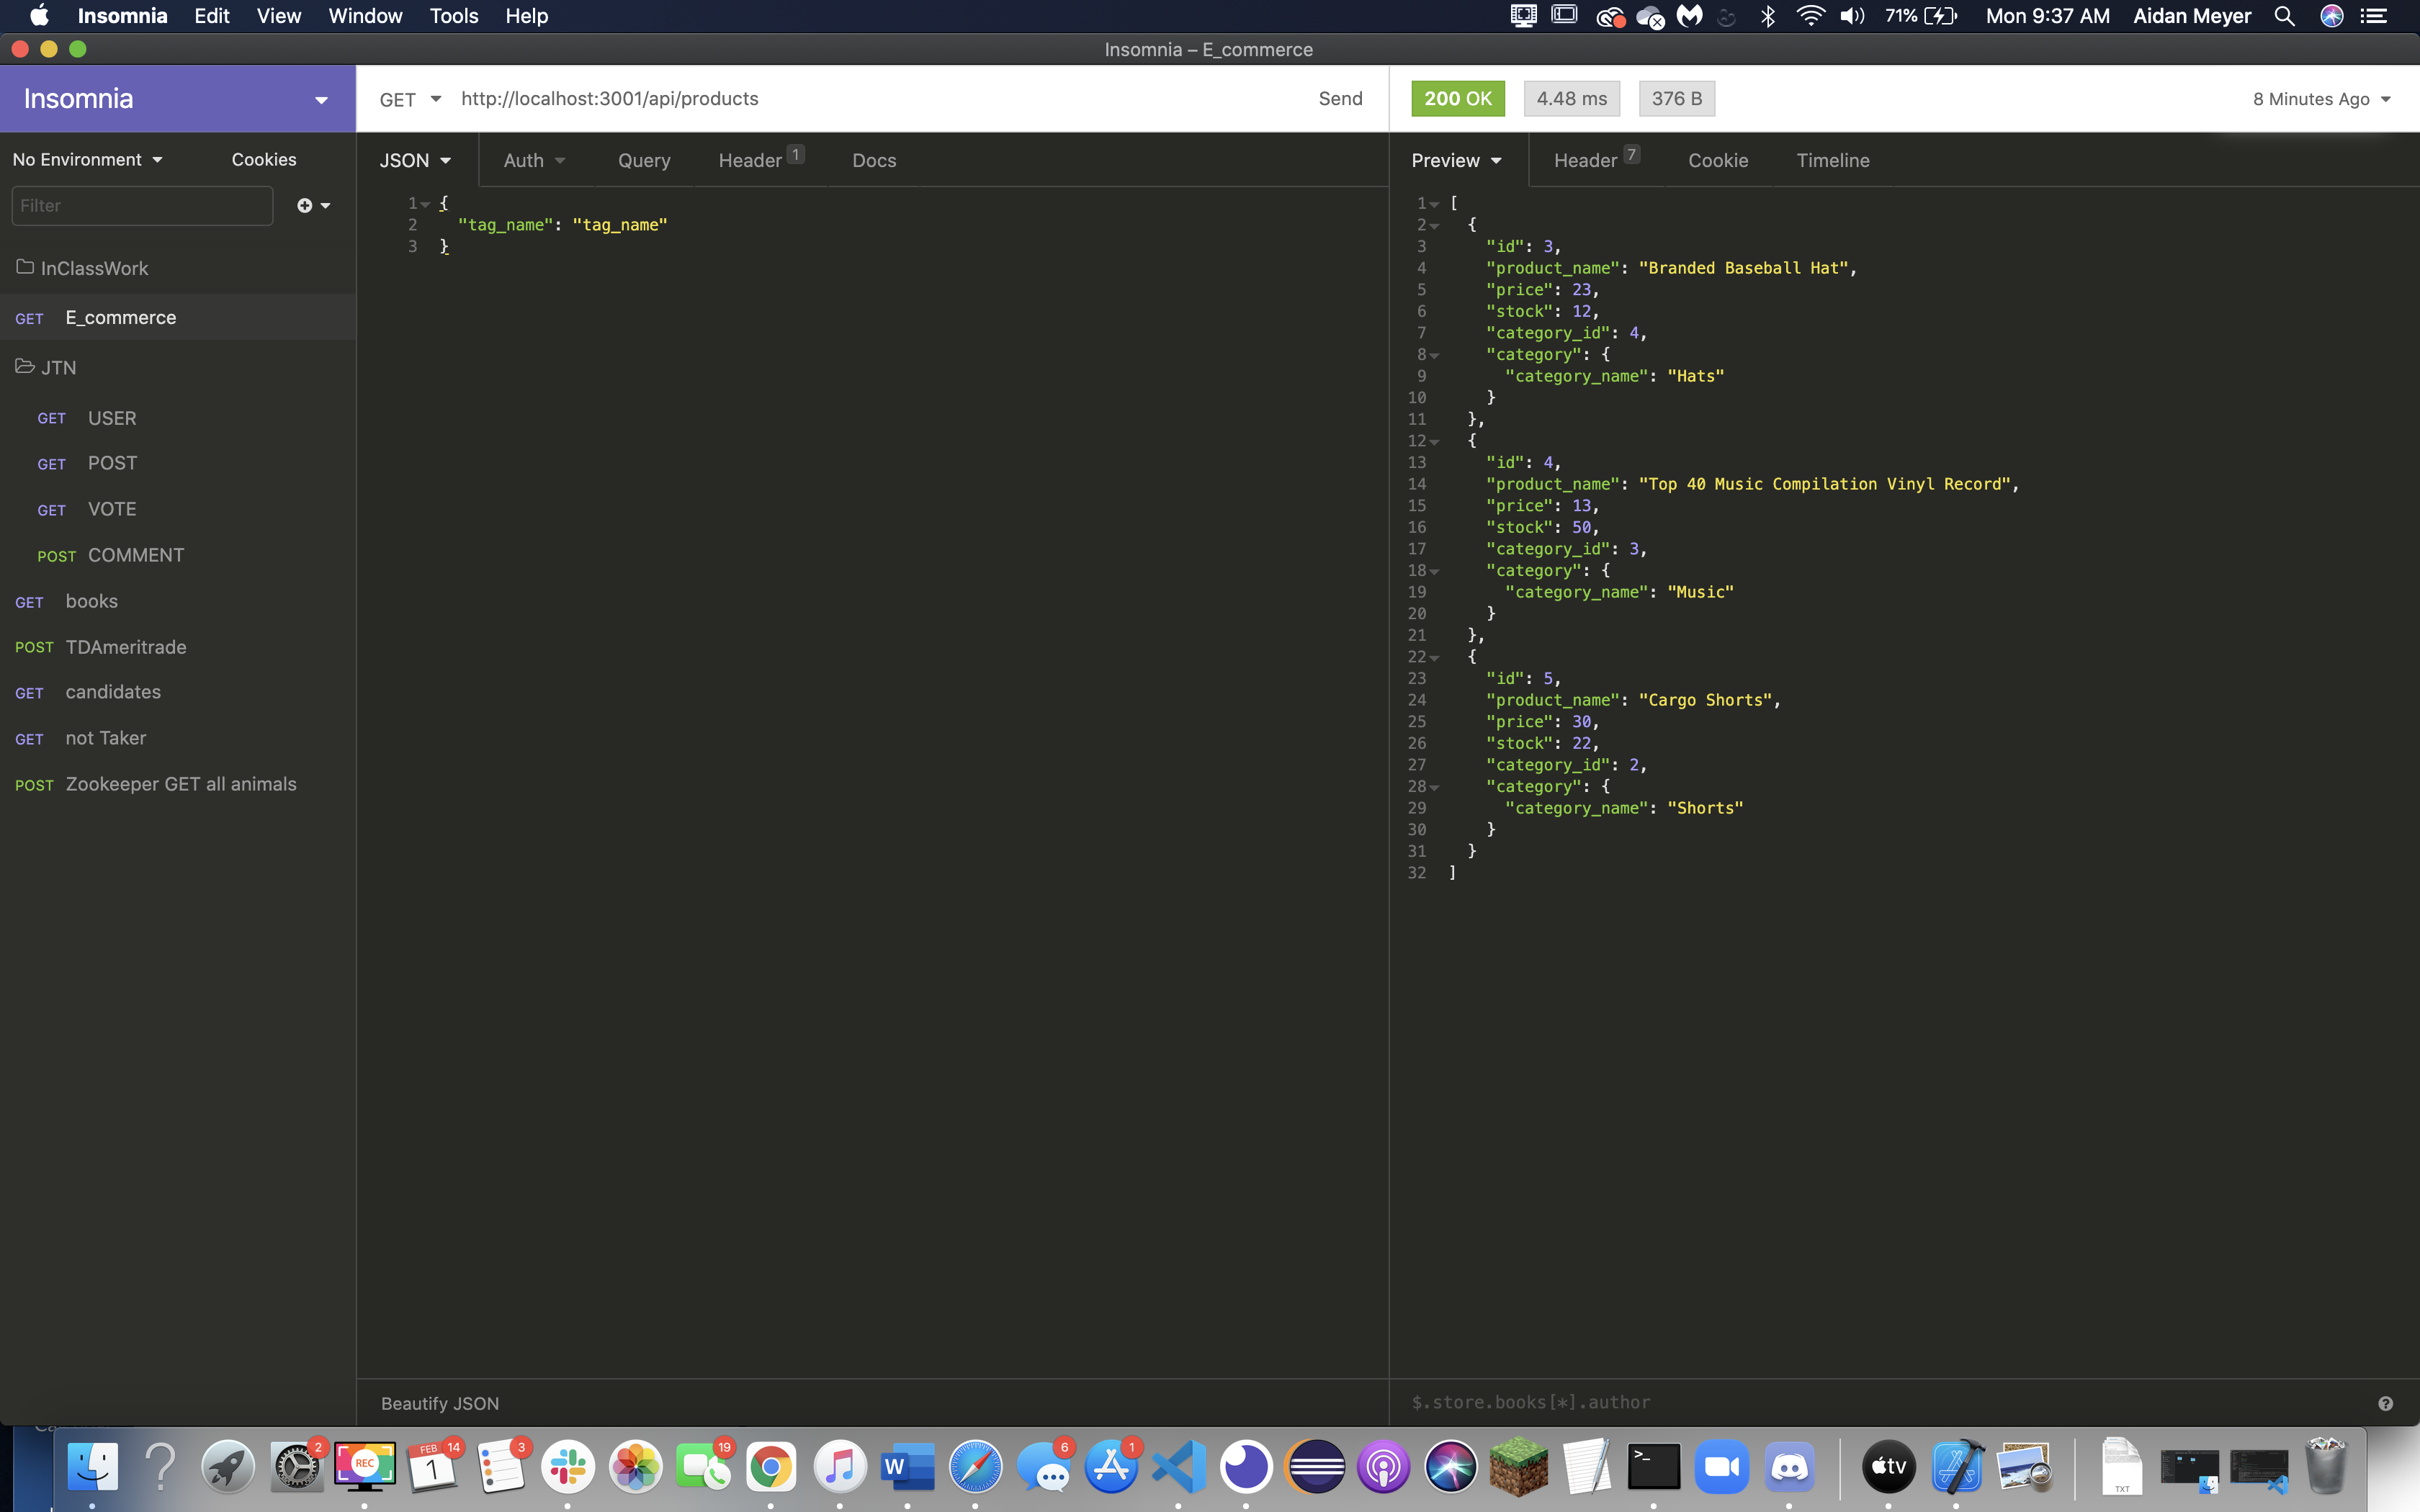 Insomnia Edit View Window Tools Help 71% Mon 9:37 AM Aidan Meyer
Insomnia – E_commerce
Insomnia
GET http://localhost:3001/api/products Send
200 OK 4.48 ms 376 B 8 Minutes Ago
No Environment Cookies
JSON Auth Query Header 1 Docs
Preview Header 7 Cookie Timeline
Filter
InClassWork
GET E_commerce
JTN
GET USER
GET POST
GET VOTE
POST COMMENT
GET books
POST TDAmeritrade
GET candidates
GET not Taker
POST Zookeeper GET all animals
1 {
2 "tag_name": "tag_name"
3 }
Beautify JSON
1 [
2 {
3 "id": 3,
4 "product_name": "Branded Baseball Hat",
5 "price": 23,
6 "stock": 12,
7 "category_id": 4,
8 "category": {
9 "category_name": "Hats"
10 }
11 },
12 {
13 "id": 4,
14 "product_name": "Top 40 Music Compilation Vinyl Record",
15 "price": 13,
16 "stock": 50,
17 "category_id": 3,
18 "category": {
19 "category_name": "Music"
20 }
21 },
22 {
23 "id": 5,
24 "product_name": "Cargo Shorts",
25 "price": 30,
26 "stock": 22,
27 "category_id": 2,
28 "category": {
29 "category_name": "Shorts"
30 }
31 }
32 ]
$.store.books[*].author ?
2 REC FEB 14 1 3 19 W 6 1 >_ tv TXT